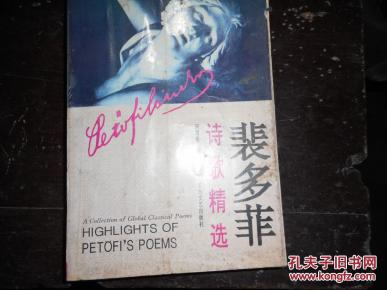 Petőfi Sándor
裴多菲
诗歌精选
A Collection of Global Classical Poems
HIGHLIGHTS OF
PETÖFI'S POEMS
孔夫子旧书网